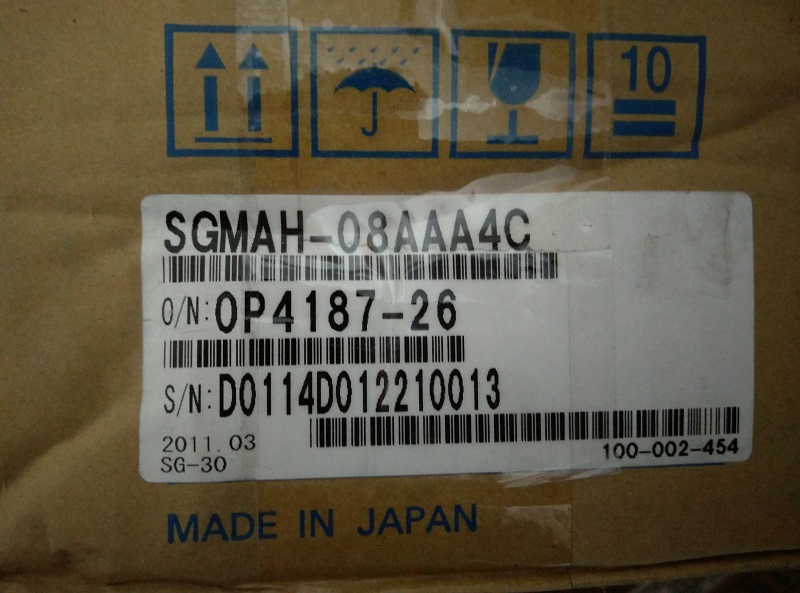 10
SGMAH-08AAA4C
O/N: OP4187-26
S/N: D0114D012210013
2011.03
SG-30
100-002-454
MADE IN JAPAN